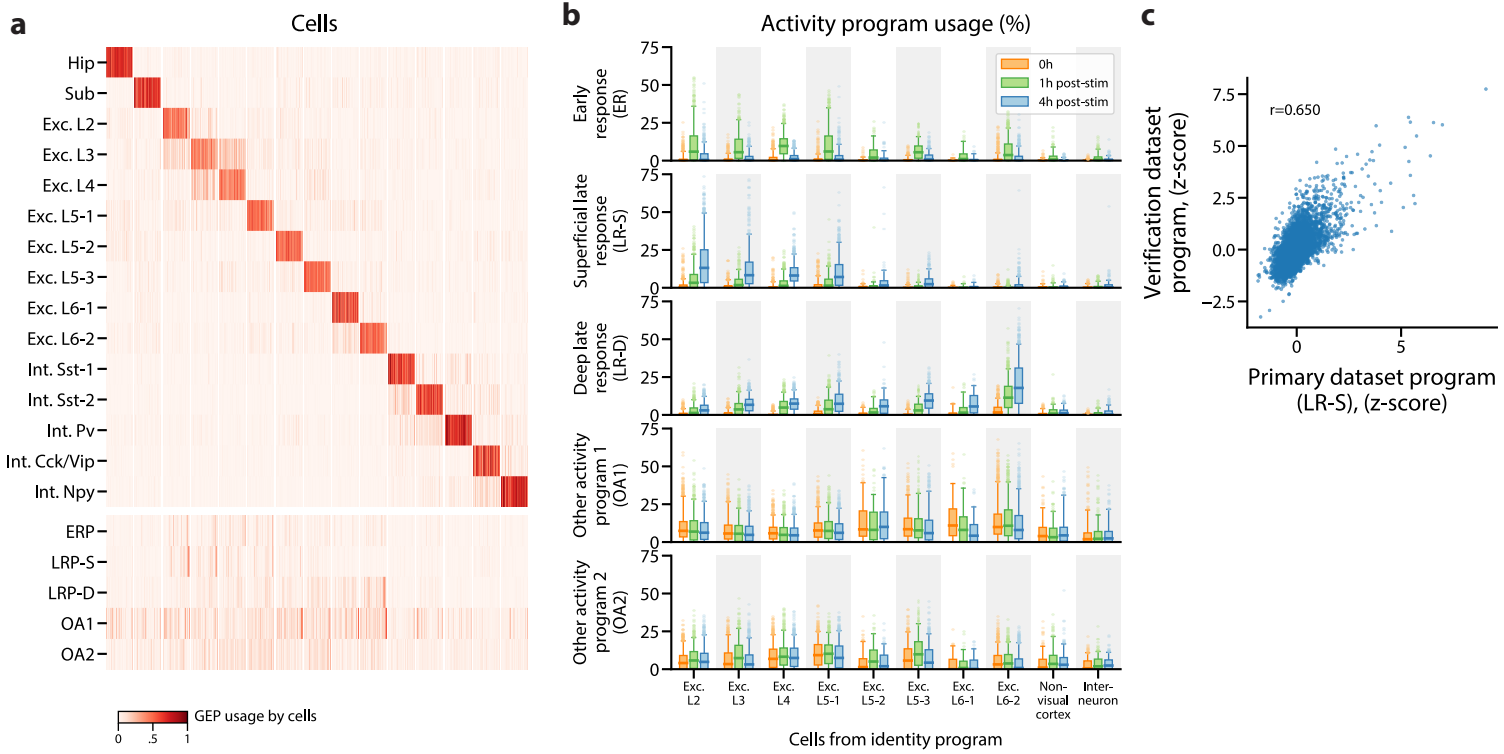 a
Cells
Hip
Sub
Exc. L2
Exc. L3
Exc. L4
Exc. L5-1
Exc. L5-2
Exc. L5-3
Exc. L6-1
Exc. L6-2
Int. Sst-1
Int. Sst-2
Int. Pv
Int. Cck/Vip
Int. Npy
ERP
LRP-S
LRP-D
OA1
OA2
GEP usage by cells
0 .5 1
b
Activity program usage (%)
Early
response
(ER)
75
50
25
0
0h
1h post-stim
4h post-stim
Superficial late
response
(LR-S)
75
50
25
0
Deep late
response
(LR-D)
75
50
25
0
Other activity
program 1
(OA1)
75
50
25
0
Other activity
program 2
(OA2)
75
50
25
0
Exc.
L2
Exc.
L3
Exc.
L4
Exc.
L5-1
Exc.
L5-2
Exc.
L5-3
Exc.
L6-1
Exc.
L6-2
Non-
visual
cortex
Inter-
neuron
Cells from identity program
c
Verification dataset
program, (z-score)
7.5
5.0
2.5
0.0
−2.5
r=0.650
0 5
Primary dataset program
(LR-S), (z-score)